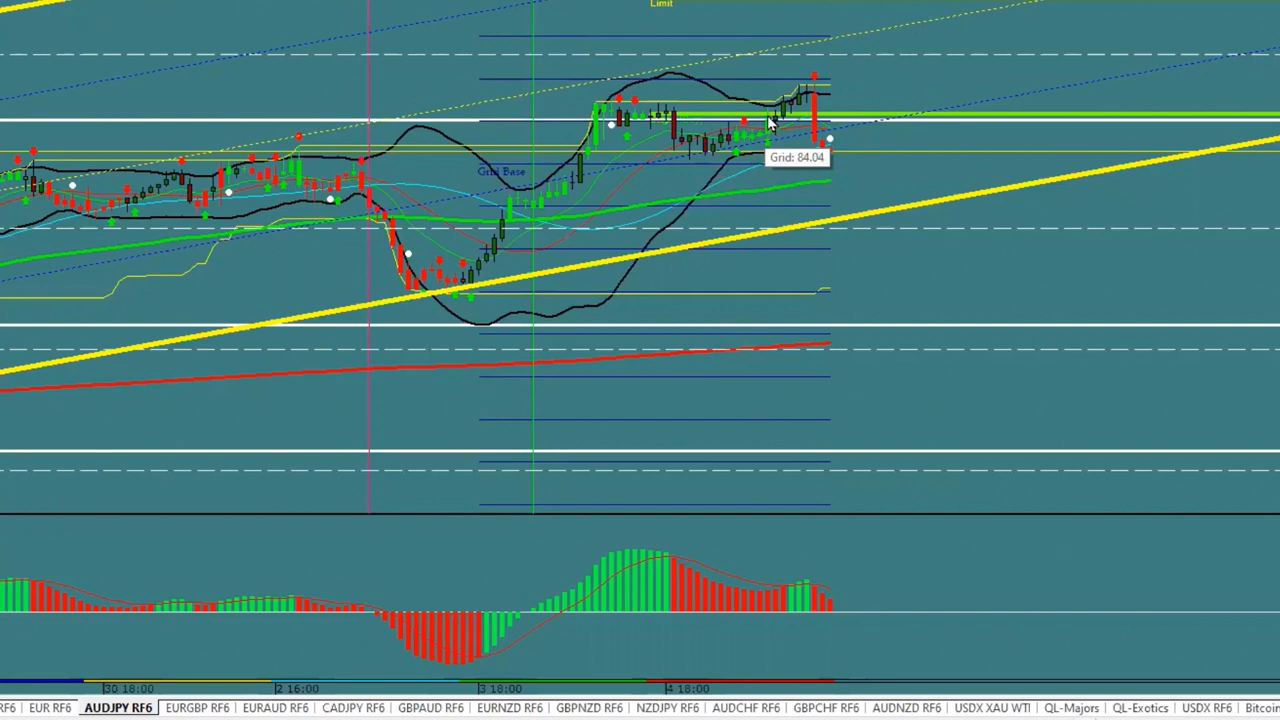 Limit
Grid: 84.04
Grid Base
30 18:00 2 16:00 3 18:00 4 18:00
RF6 EUR RF6 AUDJPY RF6 EURGBP RF6 EURAUD RF6 CADJPY RF6 GBPAUD RF6 EURNZD RF6 GBPNZD RF6 NZDJPY RF6 AUDCHF RF6 GBPCHF RF6 AUDNZD RF6 USDX XAU WTI QL-Majors QL-Exotics USDX RF6 Bitcoin